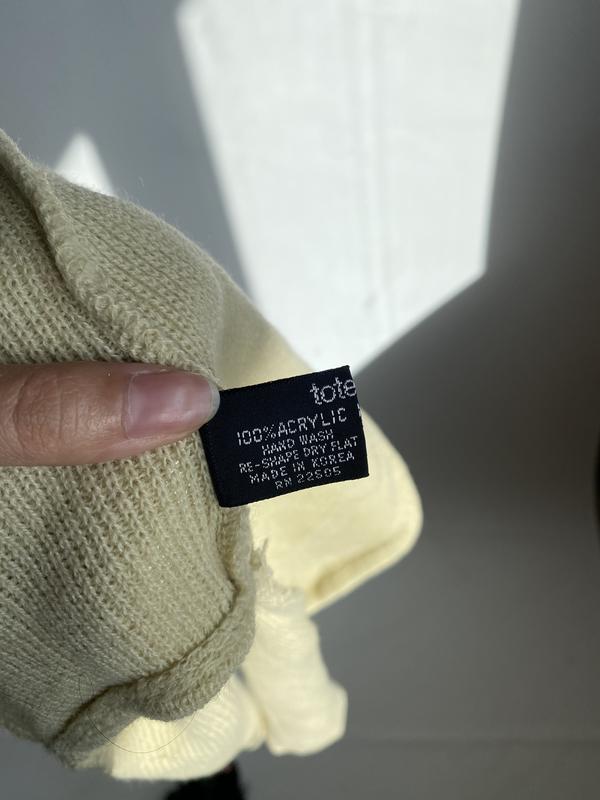 tote
100% ACRYLIC
HAND WASH
RE-SHAPE DRY FLAT
MADE IN KOREA
RN 22505